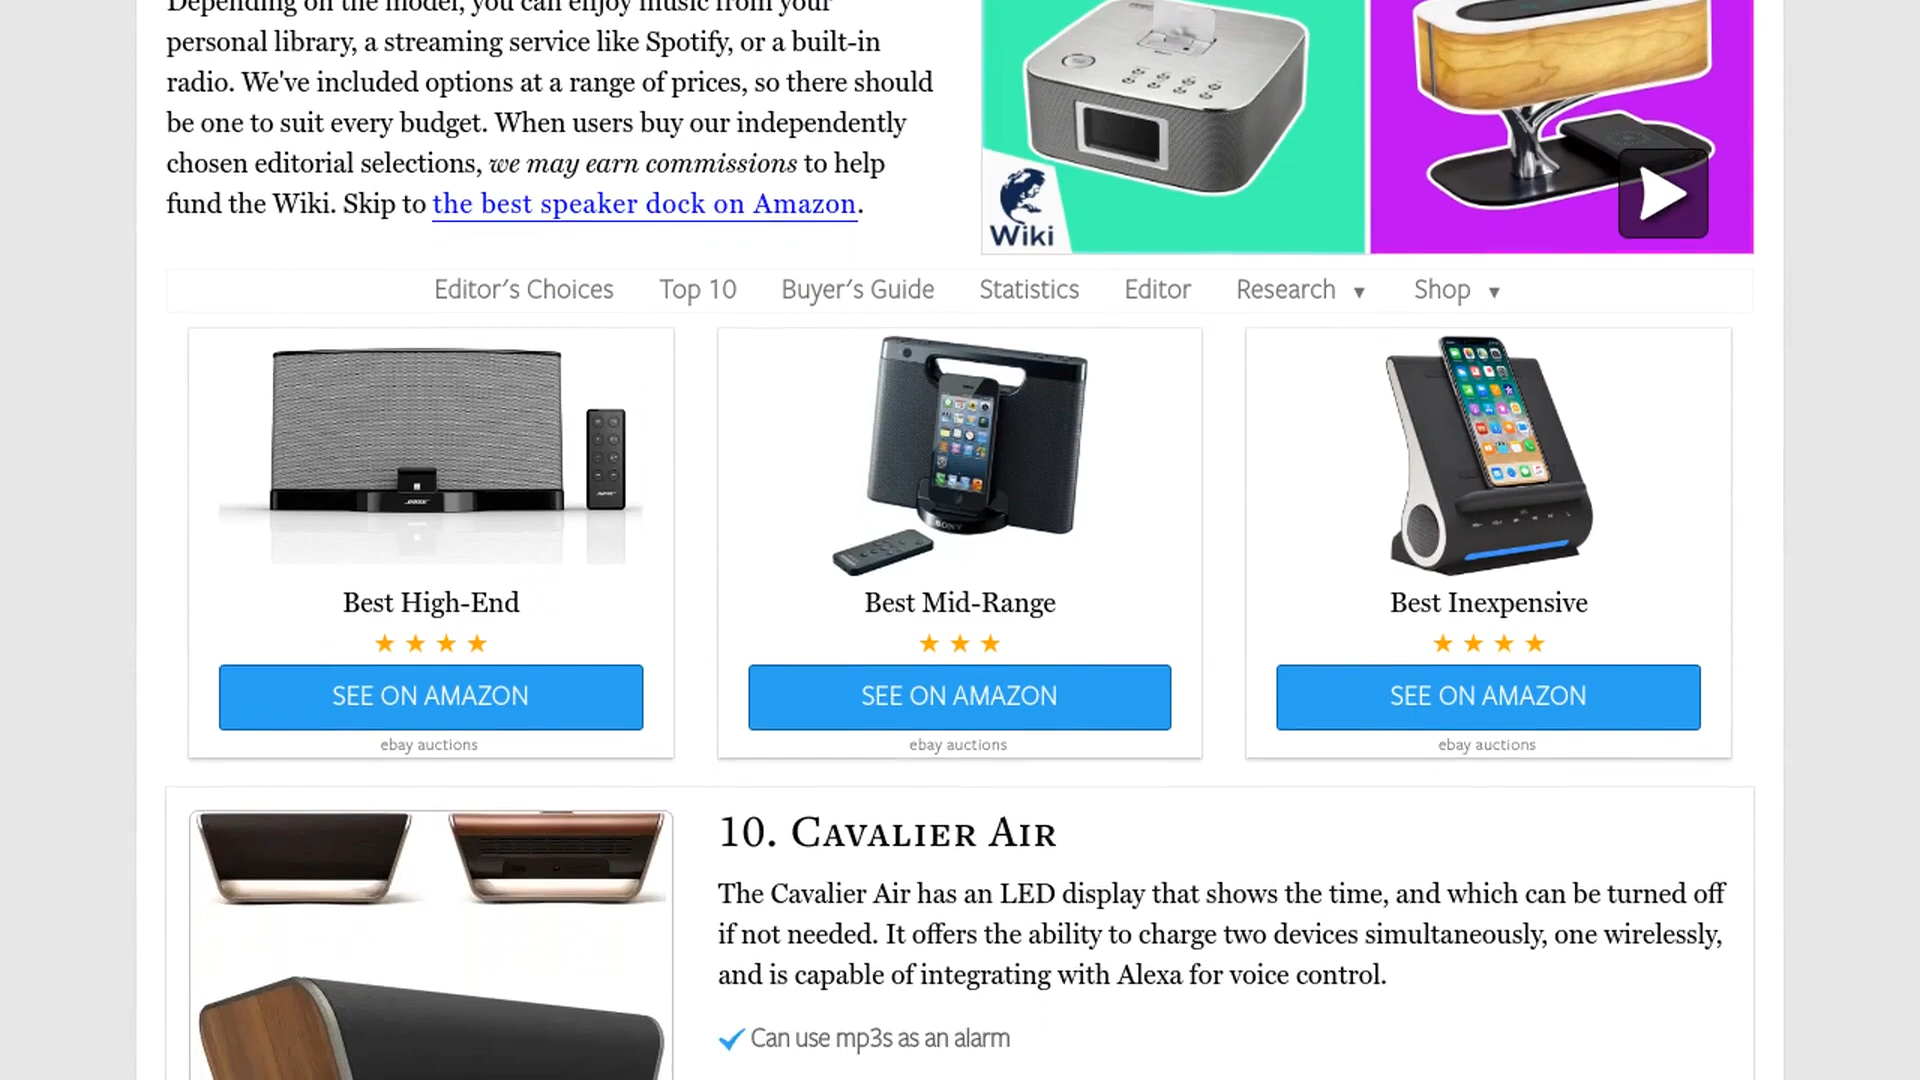 Depending on the model, you can enjoy music from your
personal library, a streaming service like Spotify, or a built-in
radio. We've included options at a range of prices, so there should
be one to suit every budget. When users buy our independently
chosen editorial selections, we may earn commissions to help
fund the Wiki. Skip to the best speaker dock on Amazon.
Wiki
Editor's Choices Top 10 Buyer's Guide Statistics Editor Research ▼ Shop ▼
BOSE
SONY
Best High-End
Best Mid-Range
Best Inexpensive
SEE ON AMAZON
SEE ON AMAZON
SEE ON AMAZON
ebay auctions
ebay auctions
ebay auctions
10. Cavalier Air
The Cavalier Air has an LED display that shows the time, and which can be turned off
if not needed. It offers the ability to charge two devices simultaneously, one wirelessly,
and is capable of integrating with Alexa for voice control.
Can use mp3s as an alarm